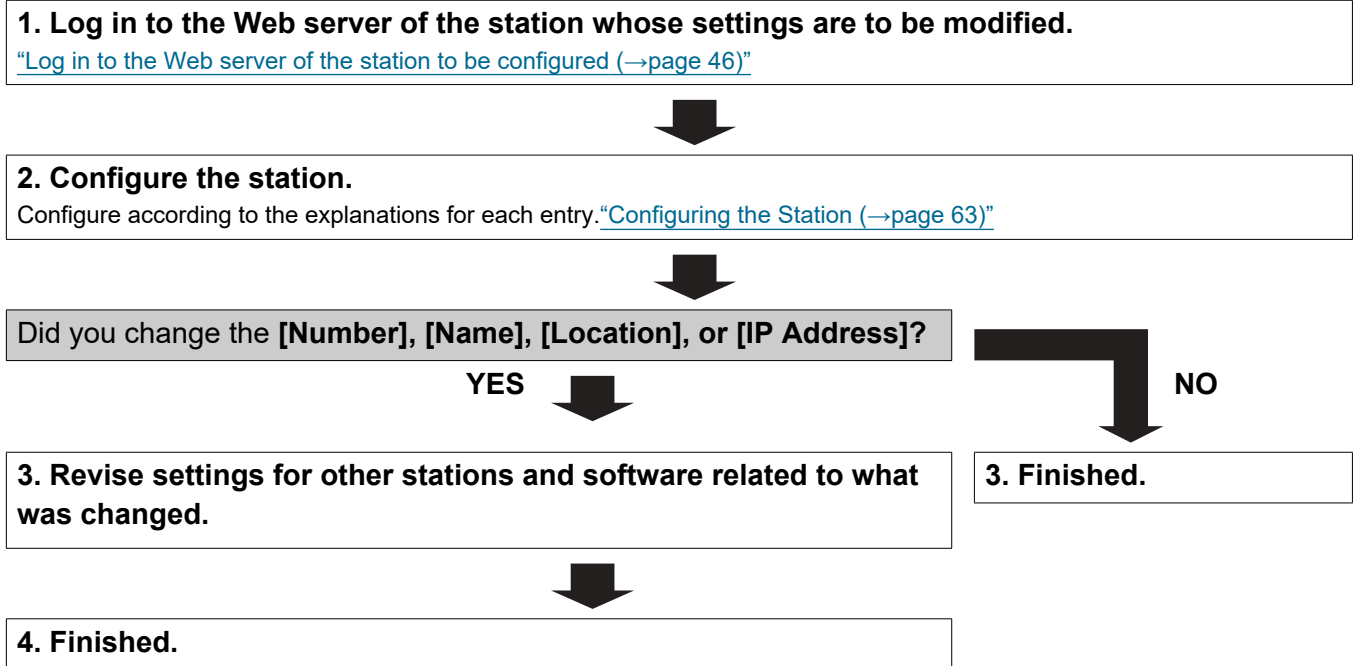 1. Log in to the Web server of the station whose settings are to be modified.
“Log in to the Web server of the station to be configured (→page 46)”
2. Configure the station.
Configure according to the explanations for each entry.“Configuring the Station (→page 63)”
Did you change the [Number], [Name], [Location], or [IP Address]?
YES
NO
3. Revise settings for other stations and software related to what
was changed.
3. Finished.
4. Finished.